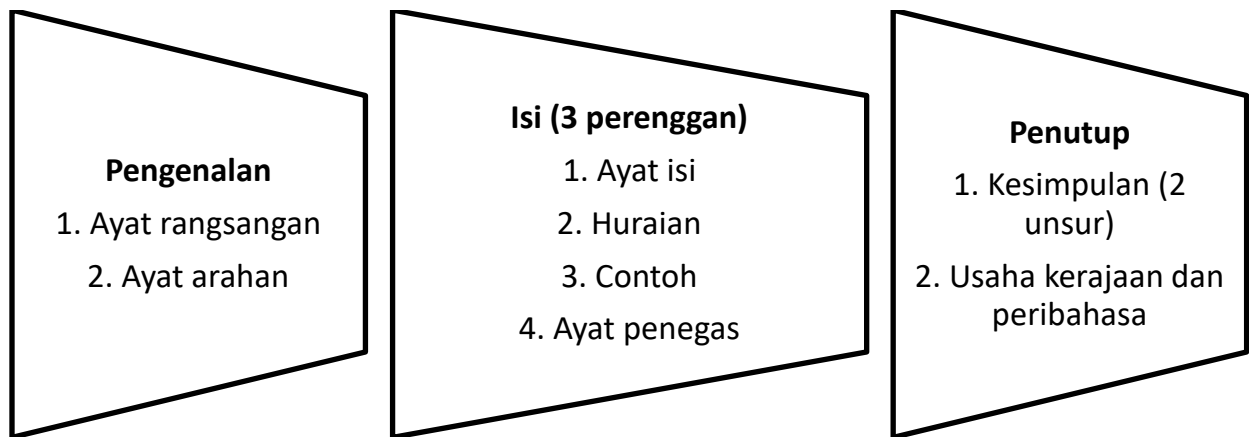 Pengenalan
1. Ayat rangsangan
2. Ayat arahan
Isi (3 perenggan)
1. Ayat isi
2. Huraian
3. Contoh
4. Ayat penegas
Penutup
1. Kesimpulan (2
unsur)
2. Usaha kerajaan dan
peribahasa